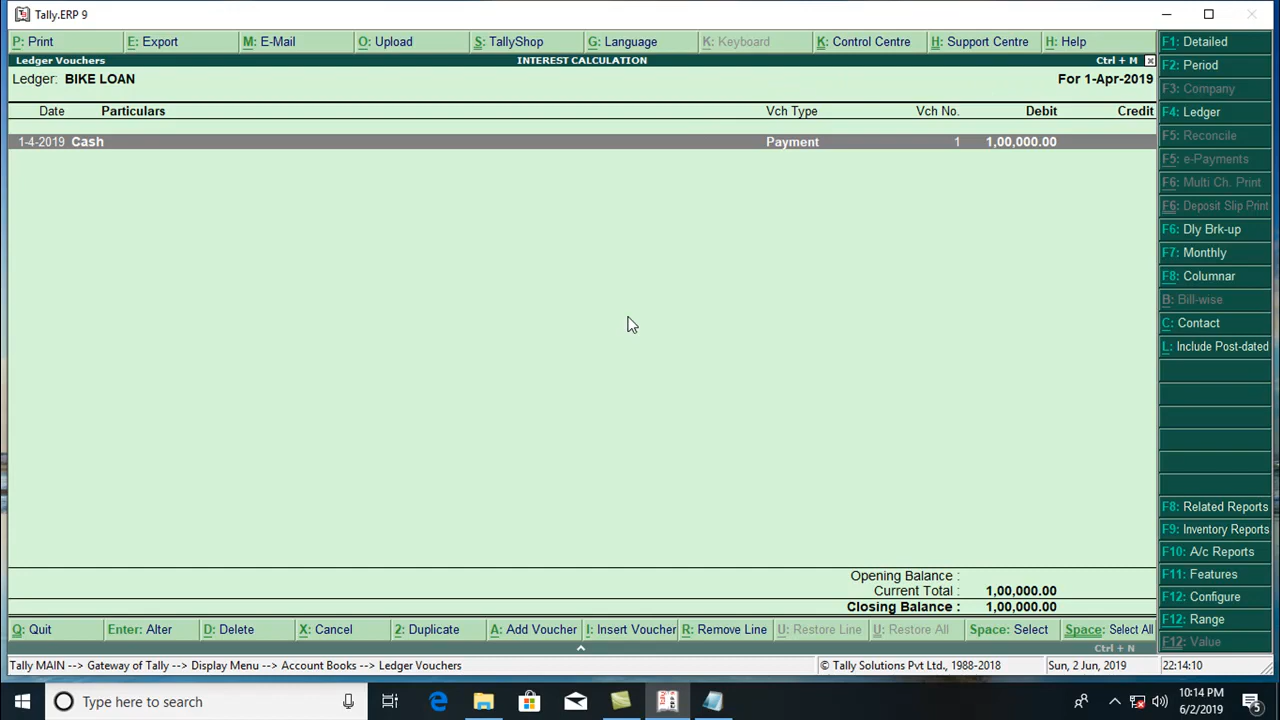 Tally.ERP 9
P: Print E: Export M: E-Mail O: Upload S: TallyShop G: Language K: Keyboard K: Control Centre H: Support Centre H: Help
Ledger Vouchers INTEREST CALCULATION Ctrl + M
Ledger: BIKE LOAN For 1-Apr-2019
Date Particulars Vch Type Vch No. Debit Credit
1-4-2019 Cash Payment 1 1,00,000.00
Opening Balance :
Current Total : 1,00,000.00
Closing Balance : 1,00,000.00
Q: Quit Enter: Alter D: Delete X: Cancel 2: Duplicate A: Add Voucher I: Insert Voucher R: Remove Line U: Restore Line U: Restore All Space: Select Space: Select All
Ctrl + N
Tally MAIN --> Gateway of Tally --> Display Menu --> Account Books --> Ledger Vouchers © Tally Solutions Pvt Ltd., 1988-2018 Sun, 2 Jun, 2019 22:14:10
F1: Detailed
F2: Period
F3: Company
F4: Ledger
F5: Reconcile
F5: e-Payments
F6: Multi Ch. Print
F6: Deposit Slip Print
F6: Dly Brk-up
F7: Monthly
F8: Columnar
B: Bill-wise
C: Contact
L: Include Post-dated
F8: Related Reports
F9: Inventory Reports
F10: A/c Reports
F11: Features
F12: Configure
F12: Range
F12: Value
Type here to search
10:14 PM
6/2/2019
5